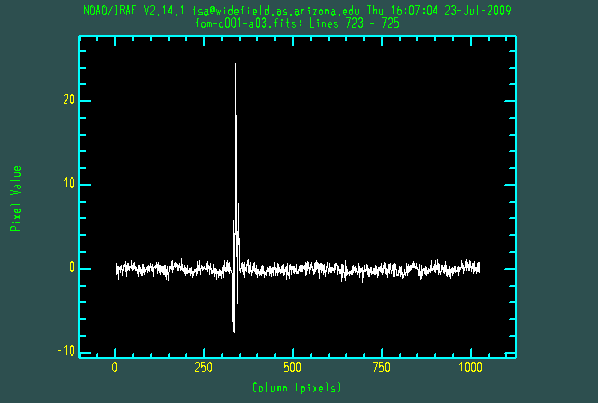 NOAO/IRAF V2.14.1 isa@widefield.as.arizona.edu Thu 16:07:04 23-Jul-2009
fom-c001-a03.fits: Lines 723 - 725
20
10
0
-10
Pixel Value
0 250 500 750 1000
Column (pixels)